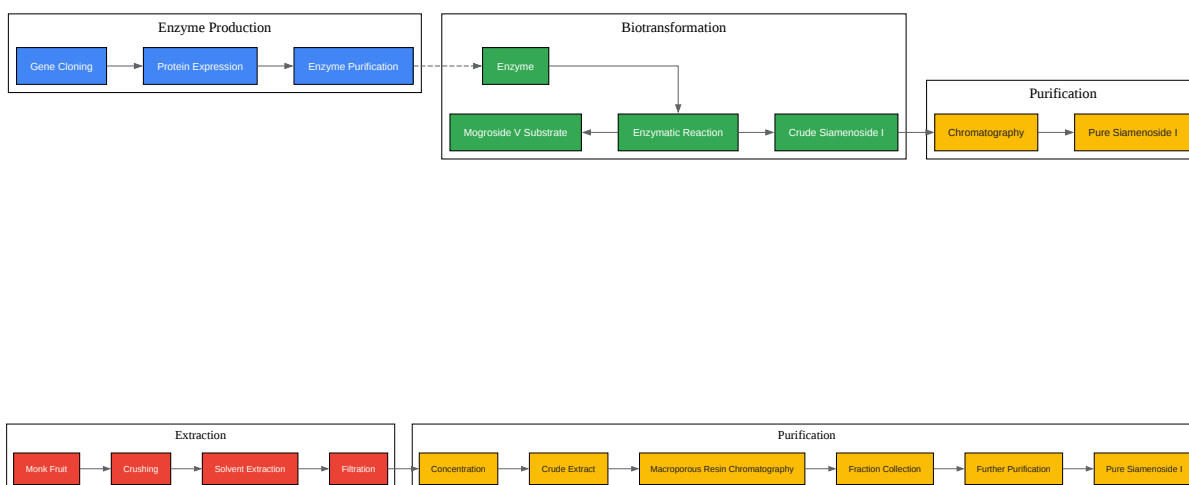 Enzyme Production
Gene Cloning
Protein Expression
Enzyme Purification
Biotransformation
Enzyme
Mogroside V Substrate
Enzymatic Reaction
Crude Siamenoside I
Purification
Chromatography
Pure Siamenoside I
Extraction
Monk Fruit
Crushing
Solvent Extraction
Filtration
Purification
Concentration
Crude Extract
Macroporous Resin Chromatography
Fraction Collection
Further Purification
Pure Siamenoside I